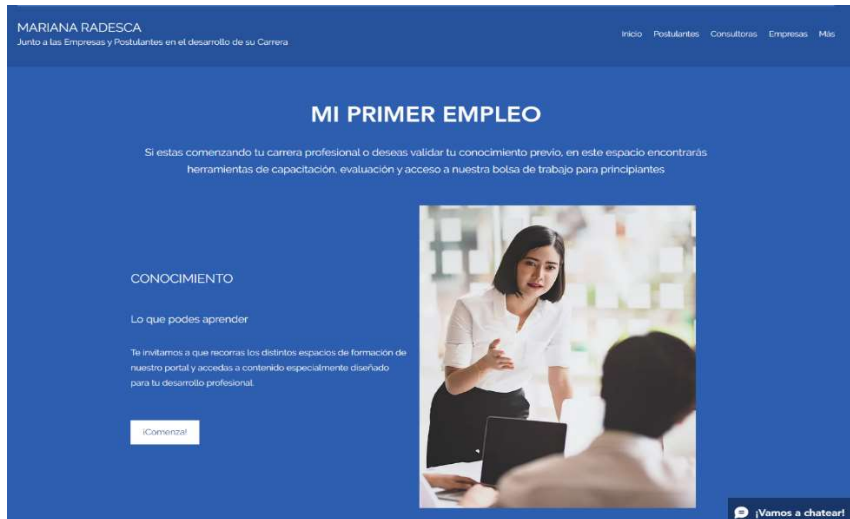 MARIANA RADESCA
Junto a las Empresas y Postulantes en el desarrollo de su Carrera
Inicio Postulantes Consultoras Empresas Más
MI PRIMER EMPLEO
Si estas comenzando tu carrera profesional o deseas validar tu conocimiento previo, en este espacio encontrarás
herramientas de capacitación, evaluación y acceso a nuestra bolsa de trabajo para principiantes
CONOCIMIENTO
Lo que podes aprender
Te invitamos a que recorras los distintos espacios de formación de
nuestro portal y accedas a contenido especialmente diseñado
para tu desarrollo profesional.
¡Comenza!
¡Vamos a chatear!